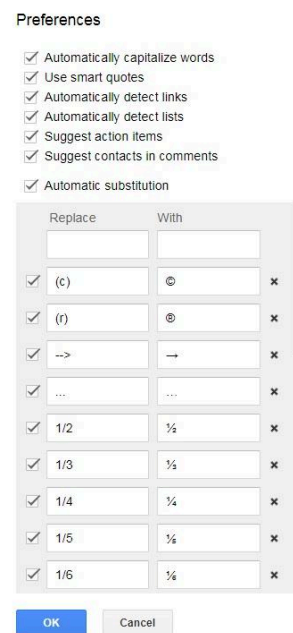 Preferences
Automatically capitalize words
Use smart quotes
Automatically detect links
Automatically detect lists
Suggest action items
Suggest contacts in comments
Automatic substitution
Replace With
(c) ©
(r) ®
--> →
... …
1/2 ½
1/3 ⅓
1/4 ¼
1/5 ⅕
1/6 ⅙
OK Cancel